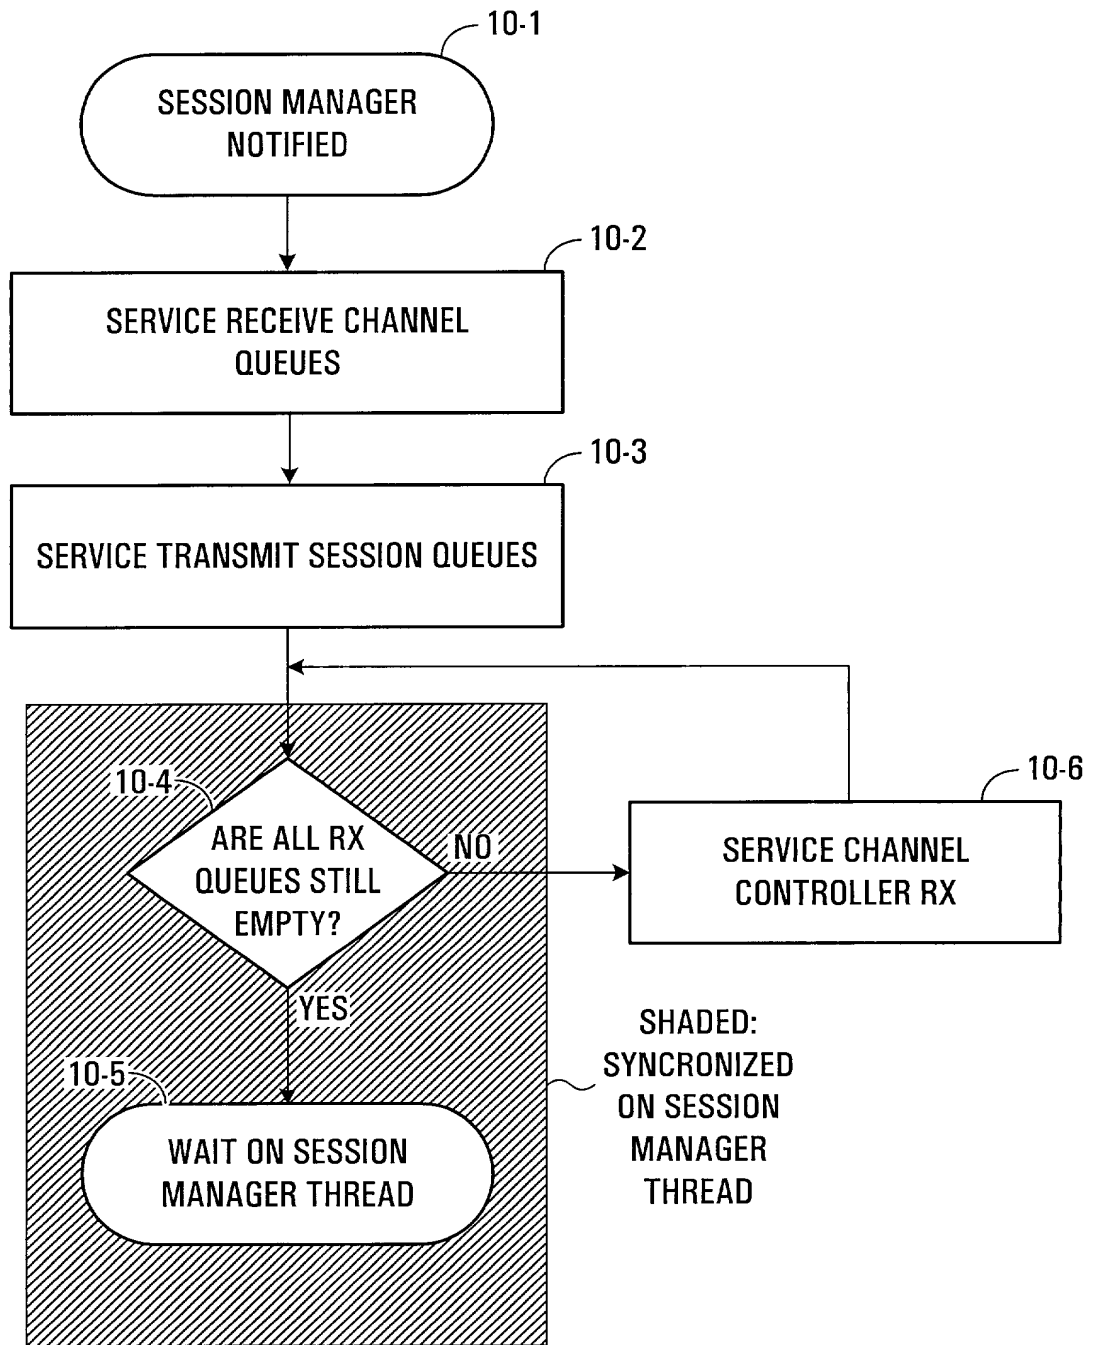 10-1
SESSION MANAGER
NOTIFIED
10-2
SERVICE RECEIVE CHANNEL
QUEUES
10-3
SERVICE TRANSMIT SESSION QUEUES
10-4
ARE ALL RX
QUEUES STILL
EMPTY?
NO
10-6
SERVICE CHANNEL
CONTROLLER RX
YES
SHADED:
SYNCRONIZED
ON SESSION
MANAGER
THREAD
10-5
WAIT ON SESSION
MANAGER THREAD